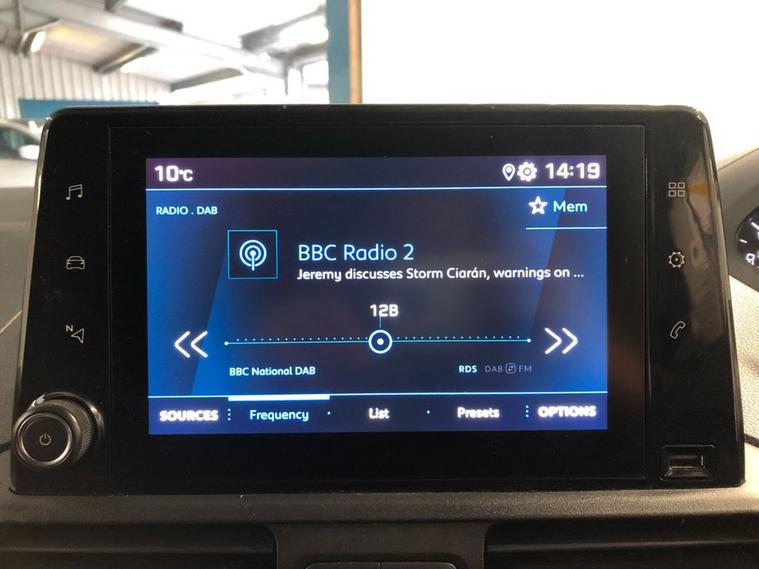 10°C
14:19
RADIO . DAB
Mem
BBC Radio 2
Jeremy discusses Storm Ciarán, warnings on ...
12B
BBC National DAB
RDS DAB FM
SOURCES Frequency List Presets OPTIONS
N